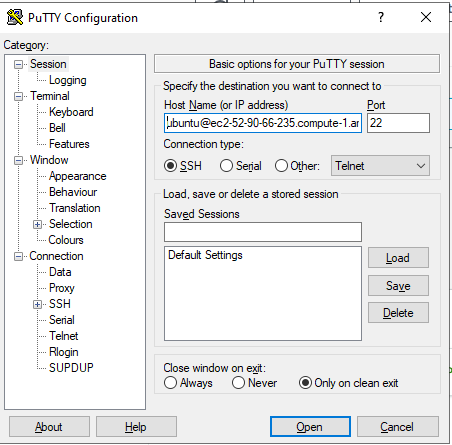 PuTTY Configuration
Category:
Session
Logging
Terminal
Keyboard
Bell
Features
Window
Appearance
Behaviour
Translation
Selection
Colours
Connection
Data
Proxy
SSH
Serial
Telnet
Rlogin
SUPDUP
Basic options for your PuTTY session
Specify the destination you want to connect to
Host Name (or IP address) Port
ubuntu@ec2-52-90-66-235.compute-1.am 22
Connection type:
SSH Serial Other: Telnet
Load, save or delete a stored session
Saved Sessions
Default Settings
Load
Save
Delete
Close window on exit:
Always Never Only on clean exit
About Help Open Cancel